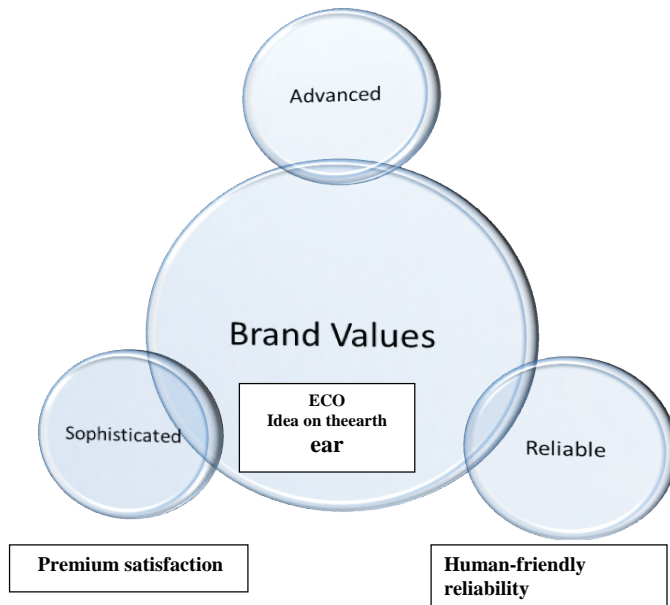 Advanced
Brand Values
ECO
Idea on theearth
ear
Sophisticated
Reliable
Premium satisfaction
Human-friendly
reliability